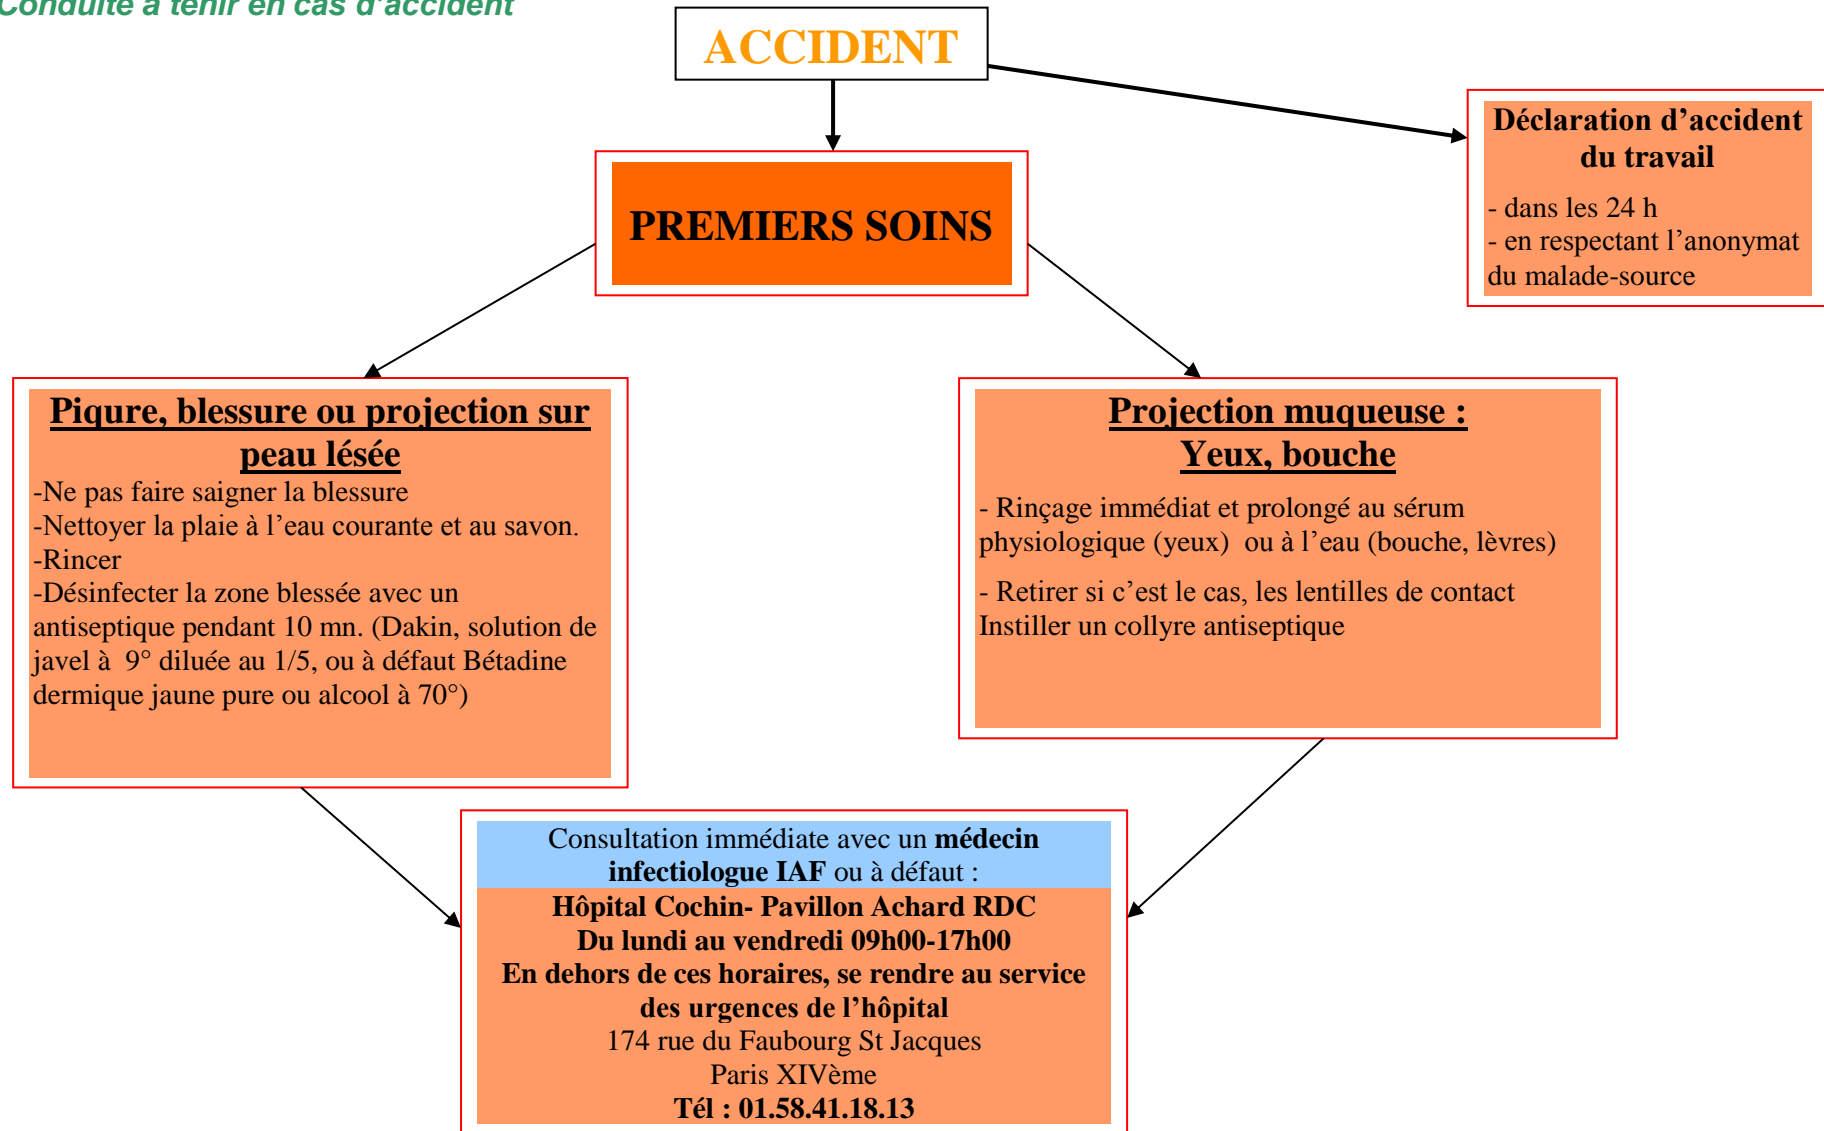 Conduite à tenir en cas d'accident
ACCIDENT
Déclaration d’accident
du travail
- dans les 24 h
- en respectant l’anonymat
du malade-source
PREMIERS SOINS
Piqure, blessure ou projection sur
peau lésée
-Ne pas faire saigner la blessure
-Nettoyer la plaie à l’eau courante et au savon.
-Rincer
-Désinfecter la zone blessée avec un
antiseptique pendant 10 mn. (Dakin, solution de
javel à  9° diluée au 1/5, ou à défaut Bétadine
dermique jaune pure ou alcool à 70°)
Projection muqueuse :
Yeux, bouche
- Rinçage immédiat et prolongé au sérum
physiologique (yeux)  ou à l’eau (bouche, lèvres)
- Retirer si c’est le cas, les lentilles de contact
Instiller un collyre antiseptique
Consultation immédiate avec un médecin
infectiologue IAF ou à défaut :
Hôpital Cochin- Pavillon Achard RDC
Du lundi au vendredi 09h00-17h00
En dehors de ces horaires, se rendre au service
des urgences de l’hôpital
174 rue du Faubourg St Jacques
Paris XIVème
Tél : 01.58.41.18.13